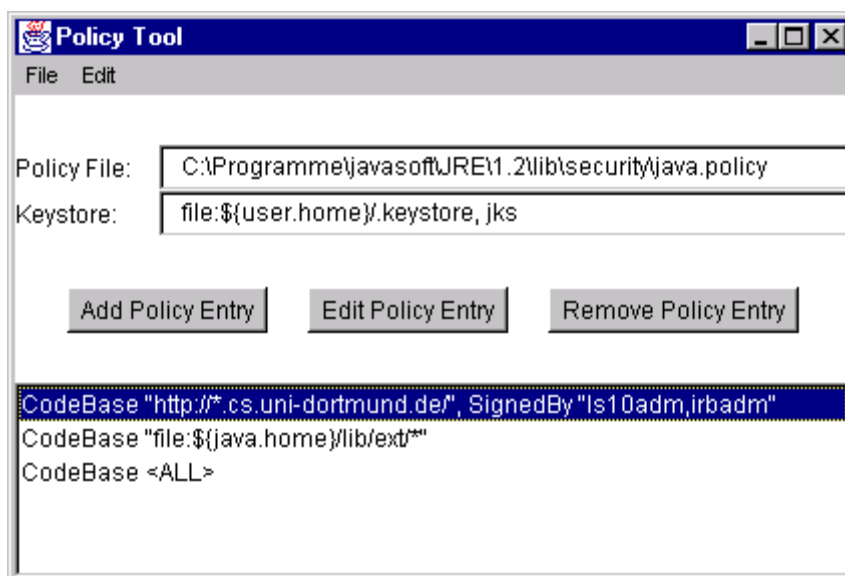 Policy Tool
File Edit
Policy File: C:\Programme\javasoft\JRE\1.2\lib\security\java.policy
Keystore: file:${user.home}/.keystore, jks
Add Policy Entry Edit Policy Entry Remove Policy Entry
CodeBase "http://*.cs.uni-dortmund.de/", SignedBy "ls10adm,irbadm"
CodeBase "file:${java.home}/lib/ext/*"
CodeBase <ALL>